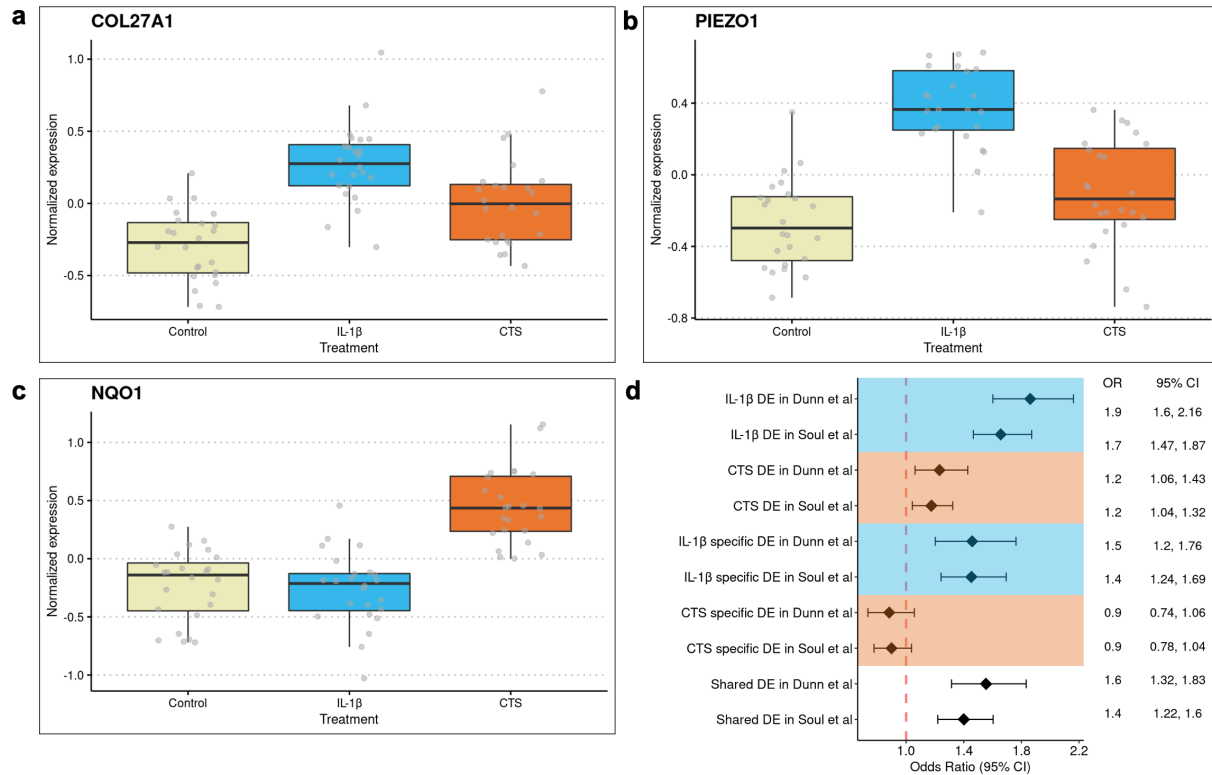 a
COL27A1
Normalized expression
1.0
0.5
0.0
-0.5
Control
IL-1β
CTS
Treatment
b
PIEZO1
Normalized expression
0.4
0.0
-0.4
-0.8
Control
IL-1β
CTS
Treatment
c
NQO1
Normalized expression
1.0
0.5
0.0
-0.5
-1.0
Control
IL-1β
CTS
Treatment
d
OR 95% CI
IL-1β DE in Dunn et al 1.9 1.6, 2.16
IL-1β DE in Soul et al 1.7 1.47, 1.87
CTS DE in Dunn et al 1.2 1.06, 1.43
CTS DE in Soul et al 1.2 1.04, 1.32
IL-1β specific DE in Dunn et al 1.5 1.2, 1.76
IL-1β specific DE in Soul et al 1.4 1.24, 1.69
CTS specific DE in Dunn et al 0.9 0.74, 1.06
CTS specific DE in Soul et al 0.9 0.78, 1.04
Shared DE in Dunn et al 1.6 1.32, 1.83
Shared DE in Soul et al 1.4 1.22, 1.6
1.0 1.4 1.8 2.2
Odds Ratio (95% CI)